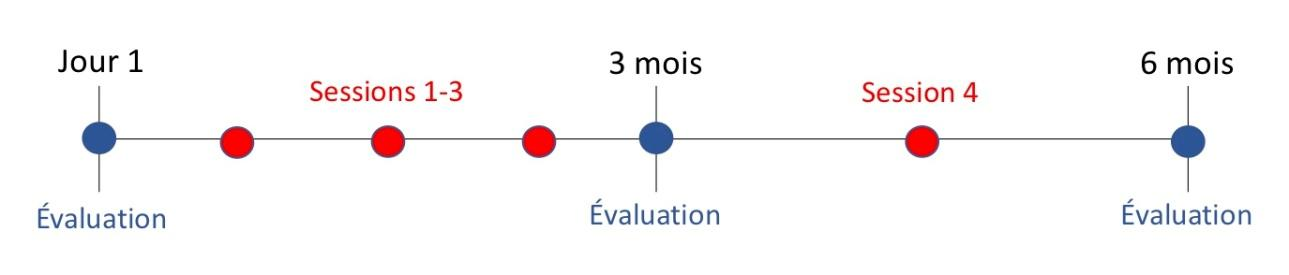 Jour 1
3 mois
6 mois
Sessions 1-3
Session 4
Évaluation
Évaluation
Évaluation